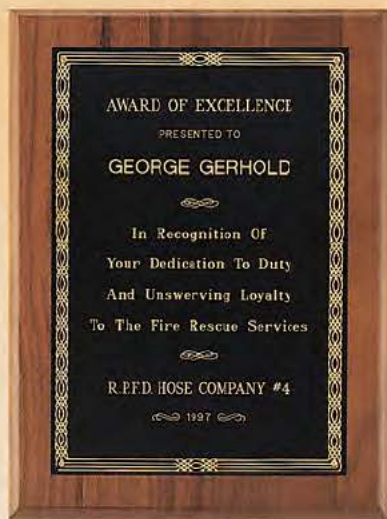 AWARD OF EXCELLENCE
PRESENTED TO
GEORGE GERHOLD
In Recognition Of
Your Dedication To Duty
And Unswerving Loyalty
To The Fire Rescue Services
R.P.F.D. HOSE COMPANY #4
1997